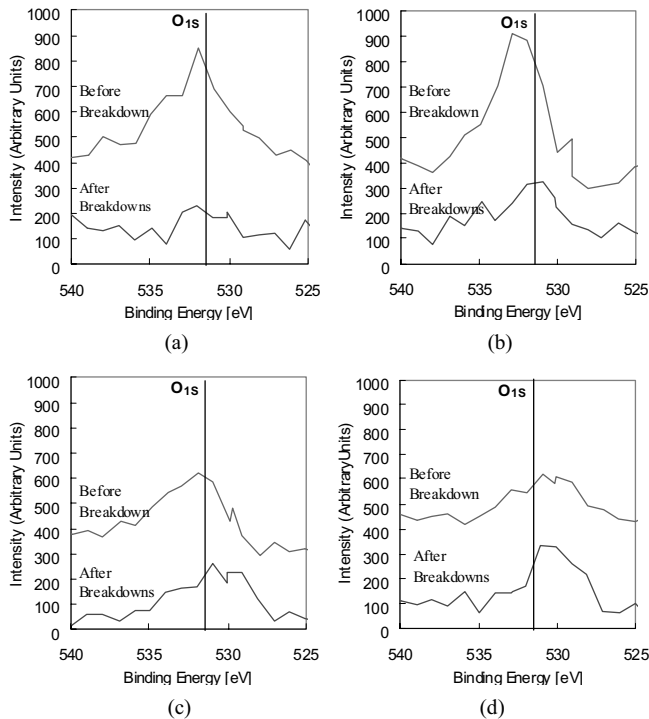 O1S
1000
900
800
700
600
500
400
300
200
100
0
Intensity (Arbitrary Units)
Before
Breakdown
After
Breakdowns
540 535 530 525
Binding Energy [eV]
(a)
O1S
1000
900
800
700
600
500
400
300
200
100
0
Intensity (Arbitrary Units)
Before
Breakdown
After
Breakdowns
540 535 530 525
Binding Energy [eV]
(b)
O1S
1000
900
800
700
600
500
400
300
200
100
0
Intensity (Arbitrary Units)
Before
Breakdown
After
Breakdowns
540 535 530 525
Binding Energy [eV]
(c)
O1S
1000
900
800
700
600
500
400
300
200
100
0
Intensity (ArbitraryUnits)
Before
Breakdown
After
Breakdowns
540 535 530 525
Binding Energy [eV]
(d)